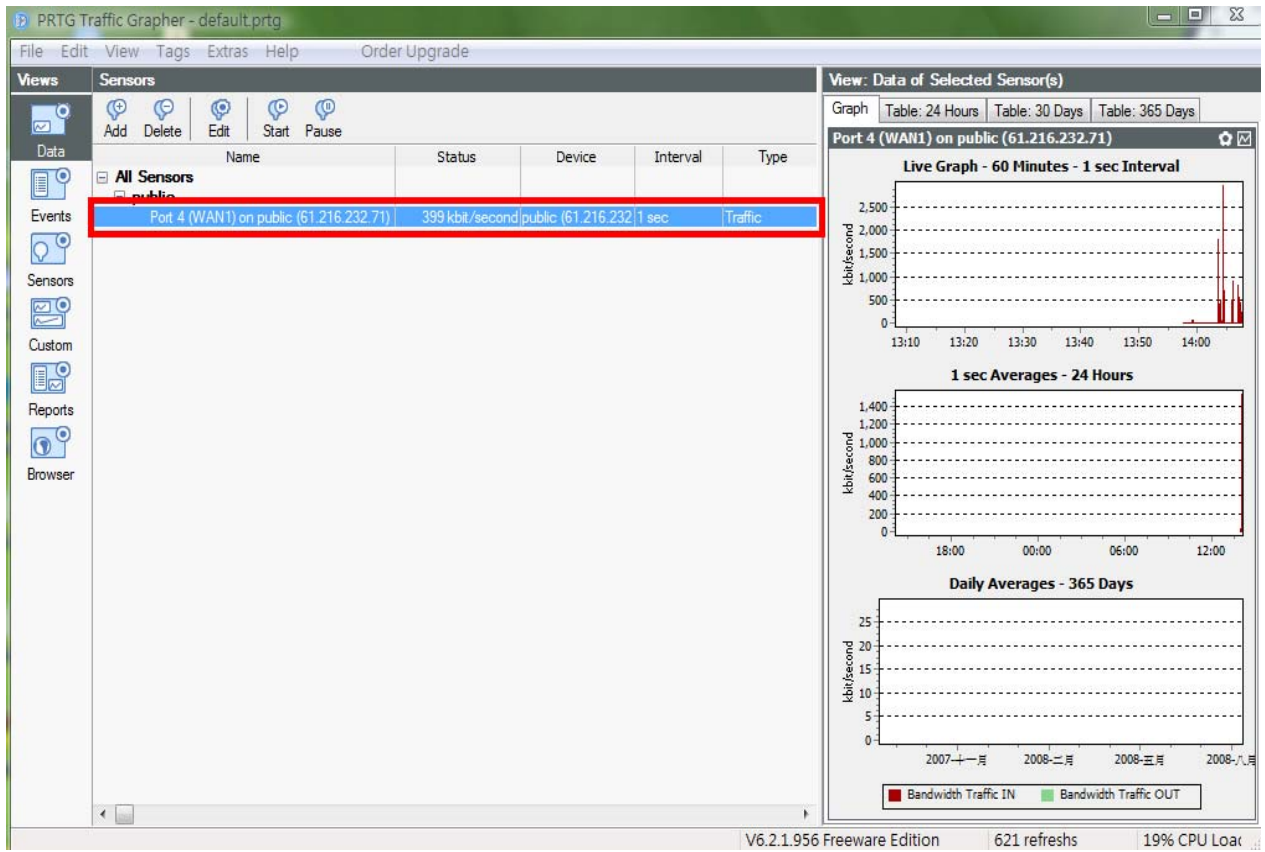 PRTG Traffic Grapher - default.prtg
File Edit View Tags Extras Help Order Upgrade
Views
Data
Events
Sensors
Custom
Reports
Browser
Sensors
Add Delete Edit Start Pause
Name Status Device Interval Type
All Sensors
public
Port 4 (WAN1) on public (61.216.232.71) 399 kbit/second public (61.216.232 1 sec Traffic
View: Data of Selected Sensor(s)
Graph Table: 24 Hours Table: 30 Days Table: 365 Days
Port 4 (WAN1) on public (61.216.232.71)
Live Graph - 60 Minutes - 1 sec Interval
kbit/second
2,500
2,000
1,500
1,000
500
0
13:10 13:20 13:30 13:40 13:50 14:00
1 sec Averages - 24 Hours
kbit/second
1,400
1,200
1,000
800
600
400
200
0
18:00 00:00 06:00 12:00
Daily Averages - 365 Days
kbit/second
25
20
15
10
5
0
2007-十一月 2008-二月 2008-三月 2008-八月
Bandwidth Traffic IN Bandwidth Traffic OUT
V6.2.1.956 Freeware Edition 621 refreshs 19% CPU Loac